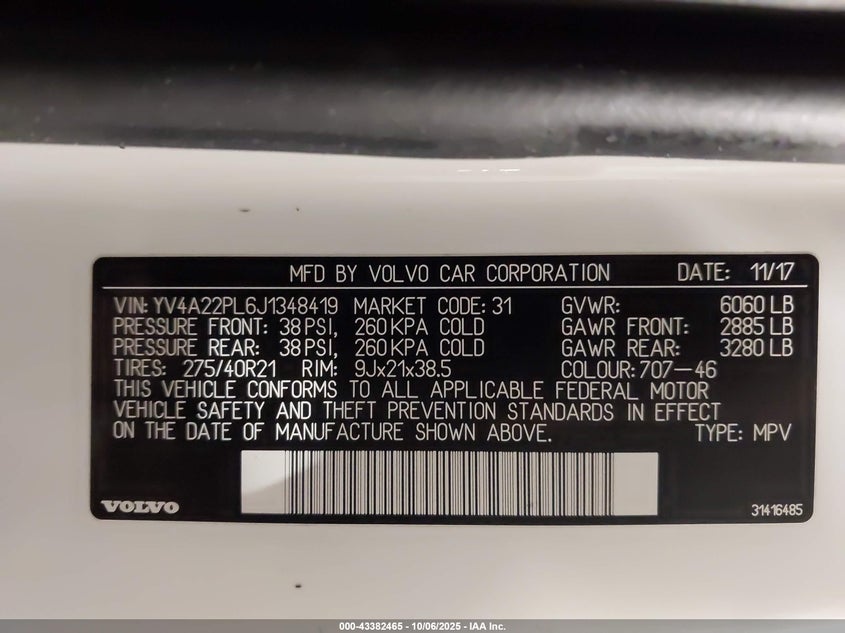 MFD BY VOLVO CAR CORPORATION DATE: 11/17
VIN: YV4A22PL6J1348419 MARKET CODE: 31 GVWR: 6060 LB
PRESSURE FRONT: 38 PSI, 260 KPA COLD GAWR FRONT: 2885 LB
PRESSURE REAR: 38 PSI, 260 KPA COLD GAWR REAR: 3280 LB
TIRES: 275/40R21 RIM: 9Jx21x38.5 COLOUR: 707-46
THIS VEHICLE CONFORMS TO ALL APPLICABLE FEDERAL MOTOR
VEHICLE SAFETY AND THEFT PREVENTION STANDARDS IN EFFECT
ON THE DATE OF MANUFACTURE SHOWN ABOVE. TYPE: MPV
VOLVO 31416485
000-43382465 - 10/06/2025 - IAA Inc.